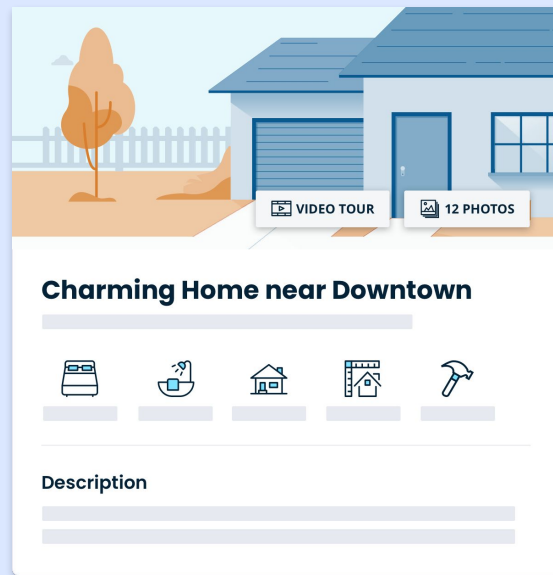 VIDEO TOUR
12 PHOTOS
Charming Home near Downtown
Description